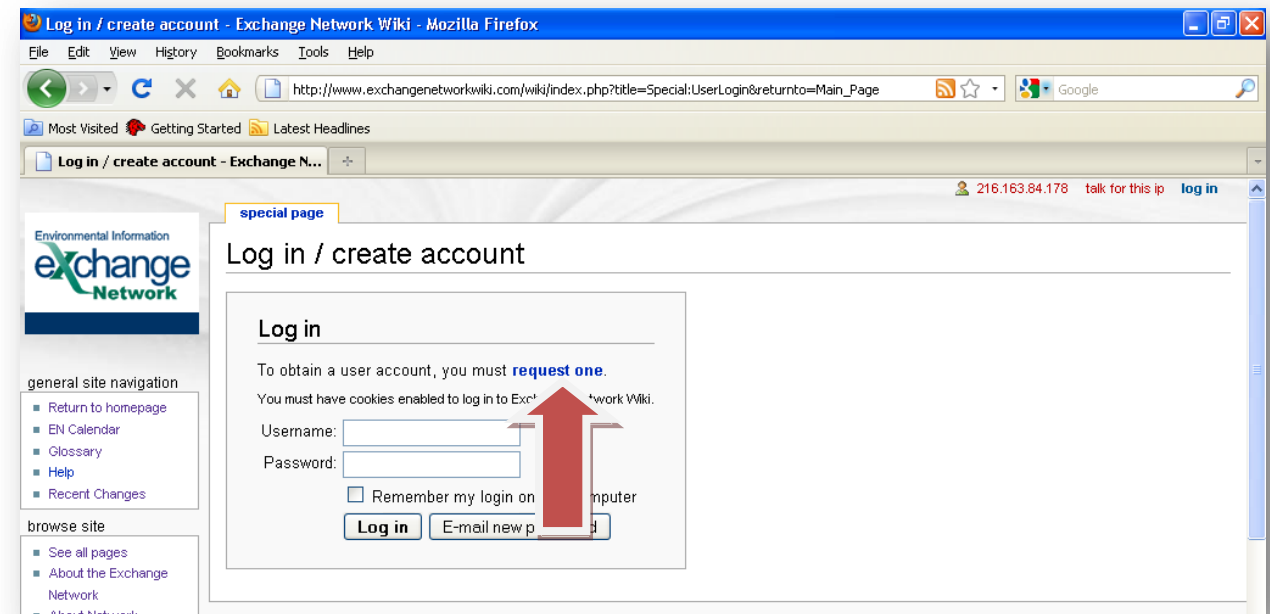 Log in / create account - Exchange Network Wiki - Mozilla Firefox
File Edit View History Bookmarks Tools Help
http://www.exchangenetworkwiki.com/wiki/index.php?title=Special:UserLogin&returnto=Main_Page
Google
Most Visited Getting Started Latest Headlines
Log in / create account - Exchange N...
216.163.84.178 talk for this ip log in
special page
Environmental Information
eXchange
Network
Log in / create account
Log in
To obtain a user account, you must request one.
You must have cookies enabled to log in to Wiki.
Username:
Password:
Remember my login on
Log in E-mail new
general site navigation
Return to homepage
EN Calendar
Glossary
Help
Recent Changes
browse site
See all pages
About the Exchange
Network
About Network